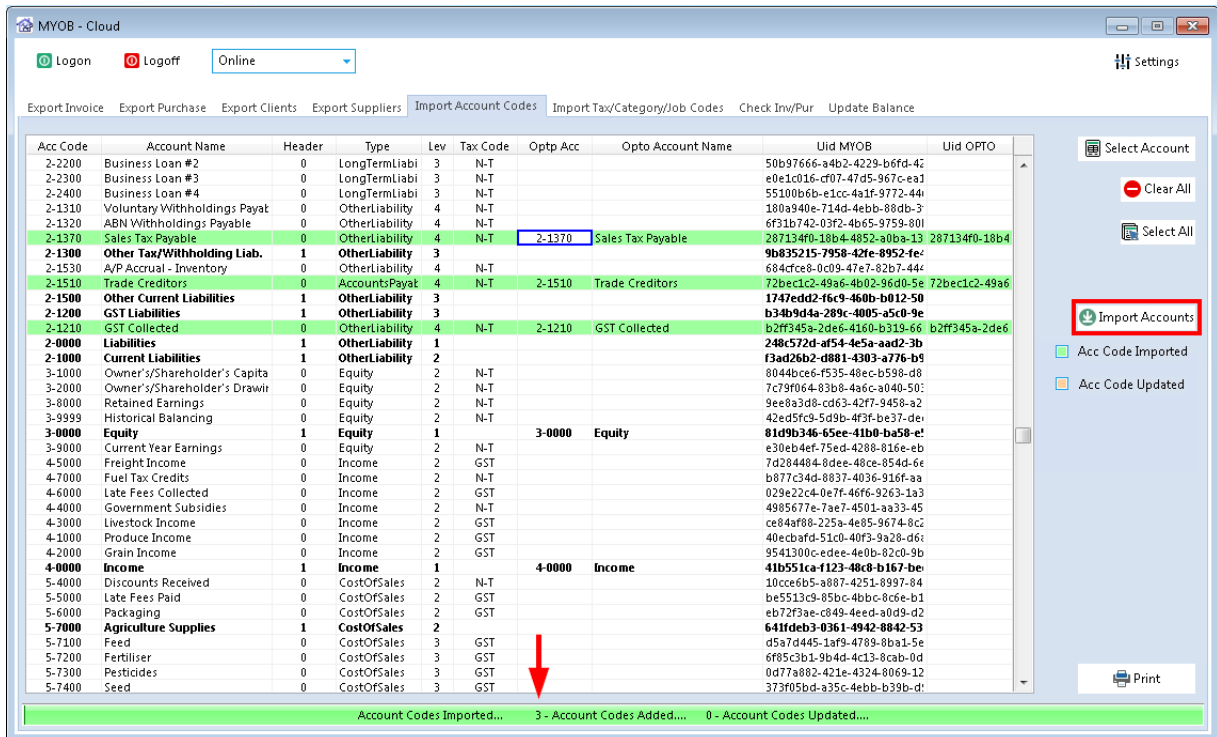 MYOB - Cloud
Logon Logoff Online Settings
Export Invoice Export Purchase Export Clients Export Suppliers Import Account Codes Import Tax/Category/Job Codes Check Inv/Pur Update Balance
Acc Code Account Name Header Type Lev Tax Code Optp Acc Opto Account Name Uid MYOB Uid OPTO
Select Account
2-2200 Business Loan #2 0 LongTermLiabi 3 N-T 50b97666-a4b2-4229-b6fd-42
2-2300 Business Loan #3 0 LongTermLiabi 3 N-T e0e1c016-cf07-47d5-967c-ea1
2-2400 Business Loan #4 0 LongTermLiabi 3 N-T 55100b6b-e1cc-4a1f-9772-44
Clear All
2-1310 Voluntary Withholdings Payab 0 OtherLiability 4 N-T 180a940e-714d-4ebb-88db-3
2-1320 ABN Withholdings Payable 0 OtherLiability 4 N-T 6f31b742-03f2-4b65-9759-80
2-1370 Sales Tax Payable 0 OtherLiability 4 N-T 2-1370 Sales Tax Payable 287134f0-18b4-4852-a0ba-13 287134f0-18b4
Select All
2-1300 Other Tax/Withholding Liab. 1 OtherLiability 3 9b835215-7958-42fe-8952-fe
2-1530 A/P Accrual - Inventory 0 OtherLiability 4 N-T 684cfce8-0c09-47e7-82b7-444
2-1510 Trade Creditors 0 AccountsPayab 4 N-T 2-1510 Trade Creditors 72bec1c2-49a6-4b02-96d0-5e 72bec1c2-49a6
2-1500 Other Current Liabilities 1 OtherLiability 3 1747edd2-f6c9-460b-b012-50
2-1200 GST Liabilities 1 OtherLiability 3 b34b9d4a-289c-4005-a5c0-9e
2-1210 GST Collected 0 OtherLiability 4 N-T 2-1210 GST Collected b2ff345a-2de6-4160-b319-66 b2ff345a-2de6
Import Accounts
2-0000 Liabilities 1 OtherLiability 1 248c572d-af54-4e5a-aad2-3b
2-1000 Current Liabilities 1 OtherLiability 2 f3ad26b2-d881-4303-a776-b9
Acc Code Imported
3-1000 Owner's/Shareholder's Capita 0 Equity 2 N-T 8044bce6-f535-48ec-b598-d8
3-2000 Owner's/Shareholder's Drawin 0 Equity 2 N-T 7c79f064-83b8-4a6c-a040-50
Acc Code Updated
3-8000 Retained Earnings 0 Equity 2 N-T 9ee8a3d8-cd63-42f7-9458-a2
3-9999 Historical Balancing 0 Equity 2 N-T 42ed5fc9-5d9b-4f3f-be37-de
3-0000 Equity 1 Equity 1 3-0000 Equity 81d9b346-65ee-41b0-ba58-e
3-9000 Current Year Earnings 0 Equity 2 N-T e30eb4ef-75ed-4288-816e-eb
4-5000 Freight Income 0 Income 2 GST 7d284484-8dee-48ce-854d-6e
4-7000 Fuel Tax Credits 0 Income 2 N-T b877c34d-8837-4036-916f-aa
4-6000 Late Fees Collected 0 Income 2 GST 029e22c4-0e7f-46f6-9263-1a3
4-4000 Government Subsidies 0 Income 2 N-T 4985677e-7ae7-4501-aa33-45
4-3000 Livestock Income 0 Income 2 GST ce84af88-225a-4e85-9674-8c2
4-1000 Produce Income 0 Income 2 GST 40ecbafd-51c0-40f3-9a28-d6
4-2000 Grain Income 0 Income 2 GST 9541300c-edee-4e0b-82c0-9b
4-0000 Income 1 Income 1 4-0000 Income 41b551ca-f123-48c8-b167-be
5-4000 Discounts Received 0 CostOfSales 2 N-T 10cce6b5-a887-4251-8997-84
5-5000 Late Fees Paid 0 CostOfSales 2 GST be5513c9-85bc-4bbc-8c6e-b1
5-6000 Packaging 0 CostOfSales 2 GST eb72f3ae-c849-4eed-a0d9-d2
5-7000 Agriculture Supplies 1 CostOfSales 2 641fdeb3-0361-4942-8842-53
5-7100 Feed 0 CostOfSales 3 GST d5a7d445-1af9-4789-8ba1-5e
5-7200 Fertiliser 0 CostOfSales 3 GST 6f85c3b1-9b4d-4c13-8cab-0d
5-7300 Pesticides 0 CostOfSales 3 GST 0d77a882-421e-4324-8069-12
5-7400 Seed 0 CostOfSales 3 GST 373f05bd-a35c-4ebb-b39b-d
Print
Account Codes Imported... 3 - Account Codes Added.... 0 - Account Codes Updated....